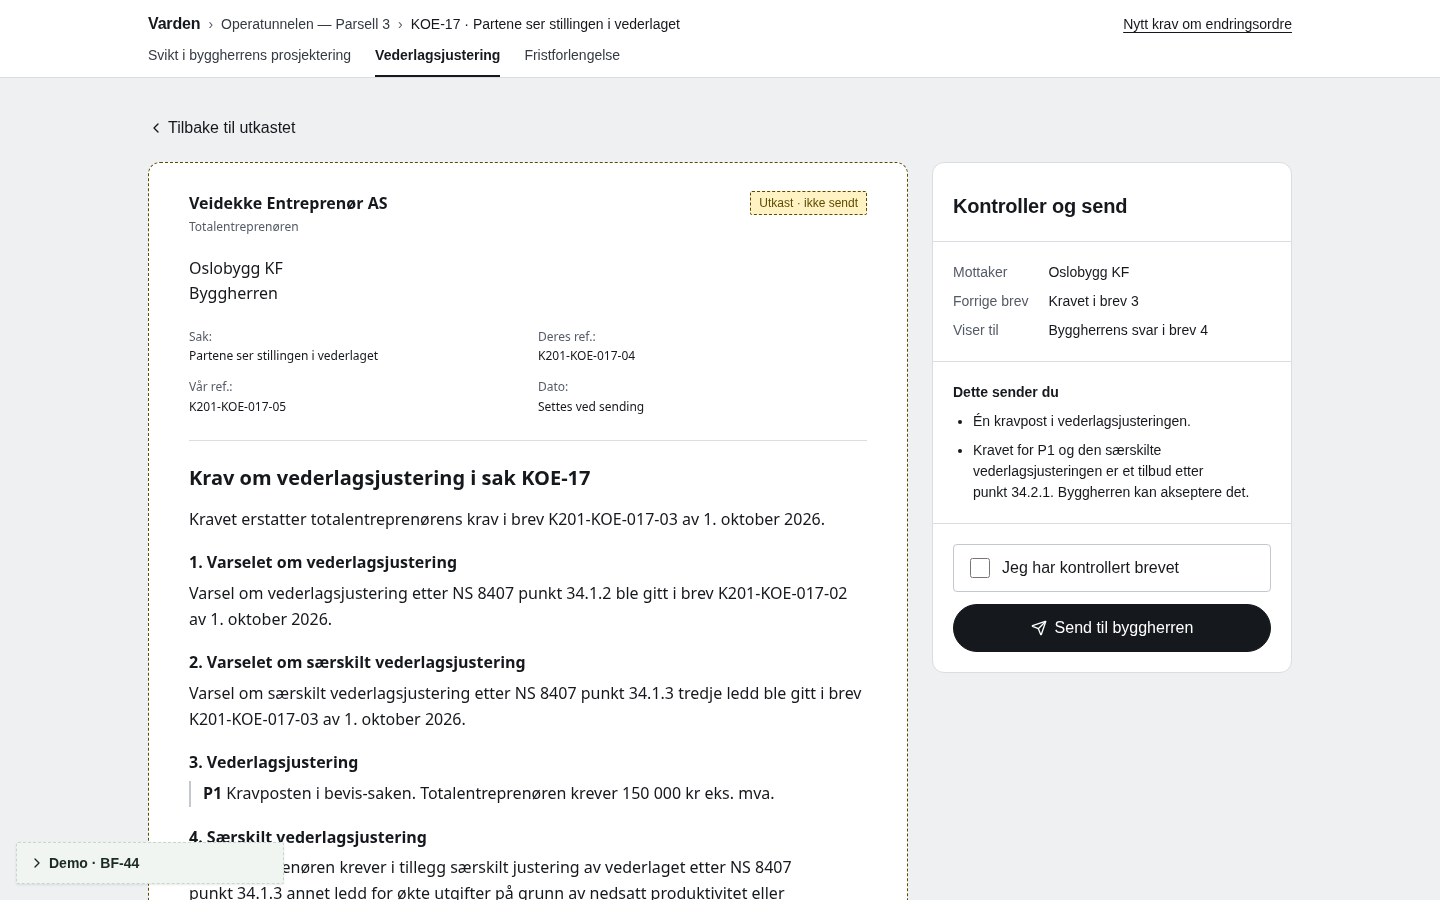 Varden › Operatunnelen — Parsell 3 › KOE-17 · Partene ser stillingen i vederlaget
Nytt krav om endringsordre
Svikt i byggherrens prosjektering
Vederlagsjustering
Fristforlengelse
Tilbake til utkastet
Veidekke Entreprenør AS
Utkast · ikke sendt
Totalentreprenøren
Oslobygg KF
Byggherren
Sak:
Partene ser stillingen i vederlaget
Deres ref.:
K201-KOE-017-04
Vår ref.:
K201-KOE-017-05
Dato:
Settes ved sending
Krav om vederlagsjustering i sak KOE-17
Kravet erstatter totalentreprenørens krav i brev K201-KOE-017-03 av 1. oktober 2026.
1. Varselet om vederlagsjustering
Varsel om vederlagsjustering etter NS 8407 punkt 34.1.2 ble gitt i brev K201-KOE-017-02
av 1. oktober 2026.
2. Varselet om særskilt vederlagsjustering
Varsel om særskilt vederlagsjustering etter NS 8407 punkt 34.1.3 tredje ledd ble gitt i brev
K201-KOE-017-03 av 1. oktober 2026.
3. Vederlagsjustering
P1 Kravposten i bevis-saken. Totalentreprenøren krever 150 000 kr eks. mva.
4. Særskilt vederlagsjustering
krever i tillegg særskilt justering av vederlaget etter NS 8407
punkt 34.1.3 annet ledd for økte utgifter på grunn av nedsatt produktivitet eller
Kontroller og send
Mottaker Oslobygg KF
Forrige brev Kravet i brev 3
Viser til Byggherrens svar i brev 4
Dette sender du
• Én kravpost i vederlagsjusteringen.
• Kravet for P1 og den særskilte
vederlagsjusteringen er et tilbud etter
punkt 34.2.1. Byggherren kan akseptere det.
Jeg har kontrollert brevet
Send til byggherren
Demo · BF-44